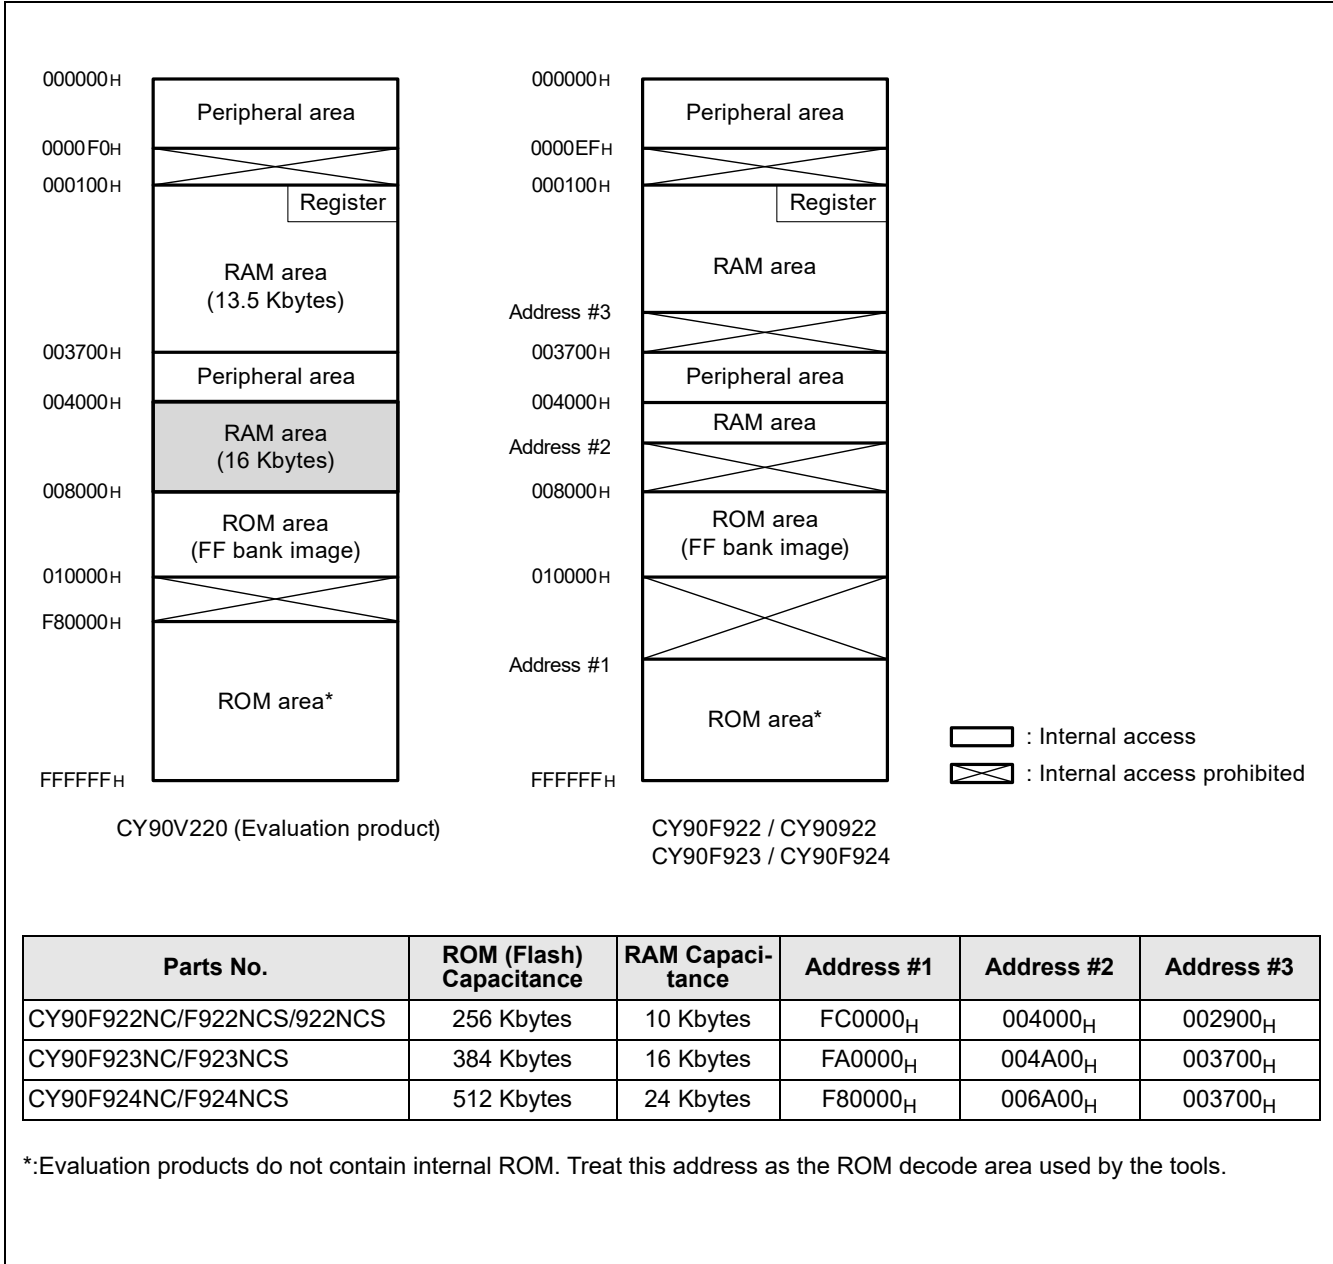 000000H
Peripheral area
0000F0H
000100H
Register
RAM area
(13.5 Kbytes)
003700H
Peripheral area
004000H
RAM area
(16 Kbytes)
008000H
ROM area
(FF bank image)
010000H
F80000H
ROM area*
FFFFFFH
CY90V220 (Evaluation product)
000000H
Peripheral area
0000EFH
000100H
Register
RAM area
Address #3
003700H
Peripheral area
004000H
RAM area
Address #2
008000H
ROM area
(FF bank image)
010000H
Address #1
ROM area*
FFFFFFH
CY90F922 / CY90922
CY90F923 / CY90F924
: Internal access
: Internal access prohibited
Parts No. ROM (Flash) Capacitance RAM Capaci-tance Address #1 Address #2 Address #3
CY90F922NC/F922NCS/922NCS 256 Kbytes 10 Kbytes FC0000H 004000H 002900H
CY90F923NC/F923NCS 384 Kbytes 16 Kbytes FA0000H 004A00H 003700H
CY90F924NC/F924NCS 512 Kbytes 24 Kbytes F80000H 006A00H 003700H
*:Evaluation products do not contain internal ROM. Treat this address as the ROM decode area used by the tools.